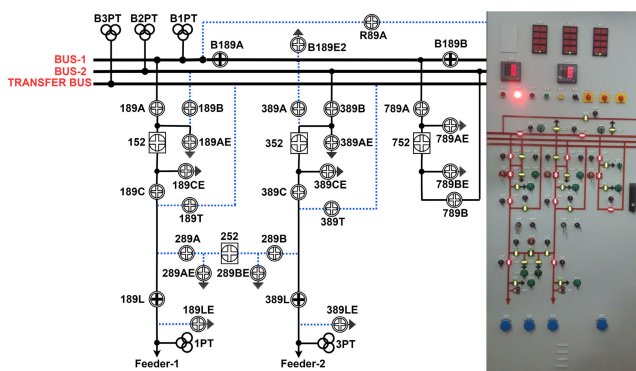 B3PT B2PT B1PT
R89A
B189A
B189E2
B189B
BUS-1
BUS-2
TRANSFER BUS
189A 189B 389A 389B 789A
152 189AE 352 389AE 752 789AE
189CE 389CE 789BE
189C 389C 789B
189T 389T
289A 252 289B
289AE 289BE
189L 389L
189LE 389LE
1PT 3PT
Feeder-1 Feeder-2